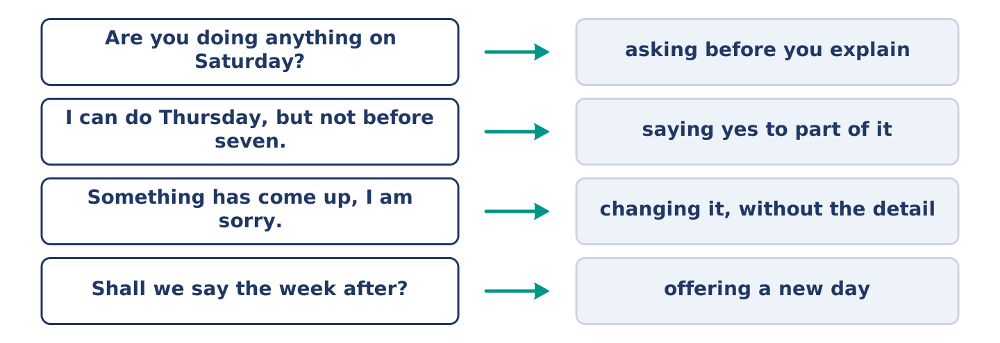 Are you doing anything on
Saturday?
asking before you explain
I can do Thursday, but not before
seven.
saying yes to part of it
Something has come up, I am
sorry.
changing it, without the detail
Shall we say the week after?
offering a new day